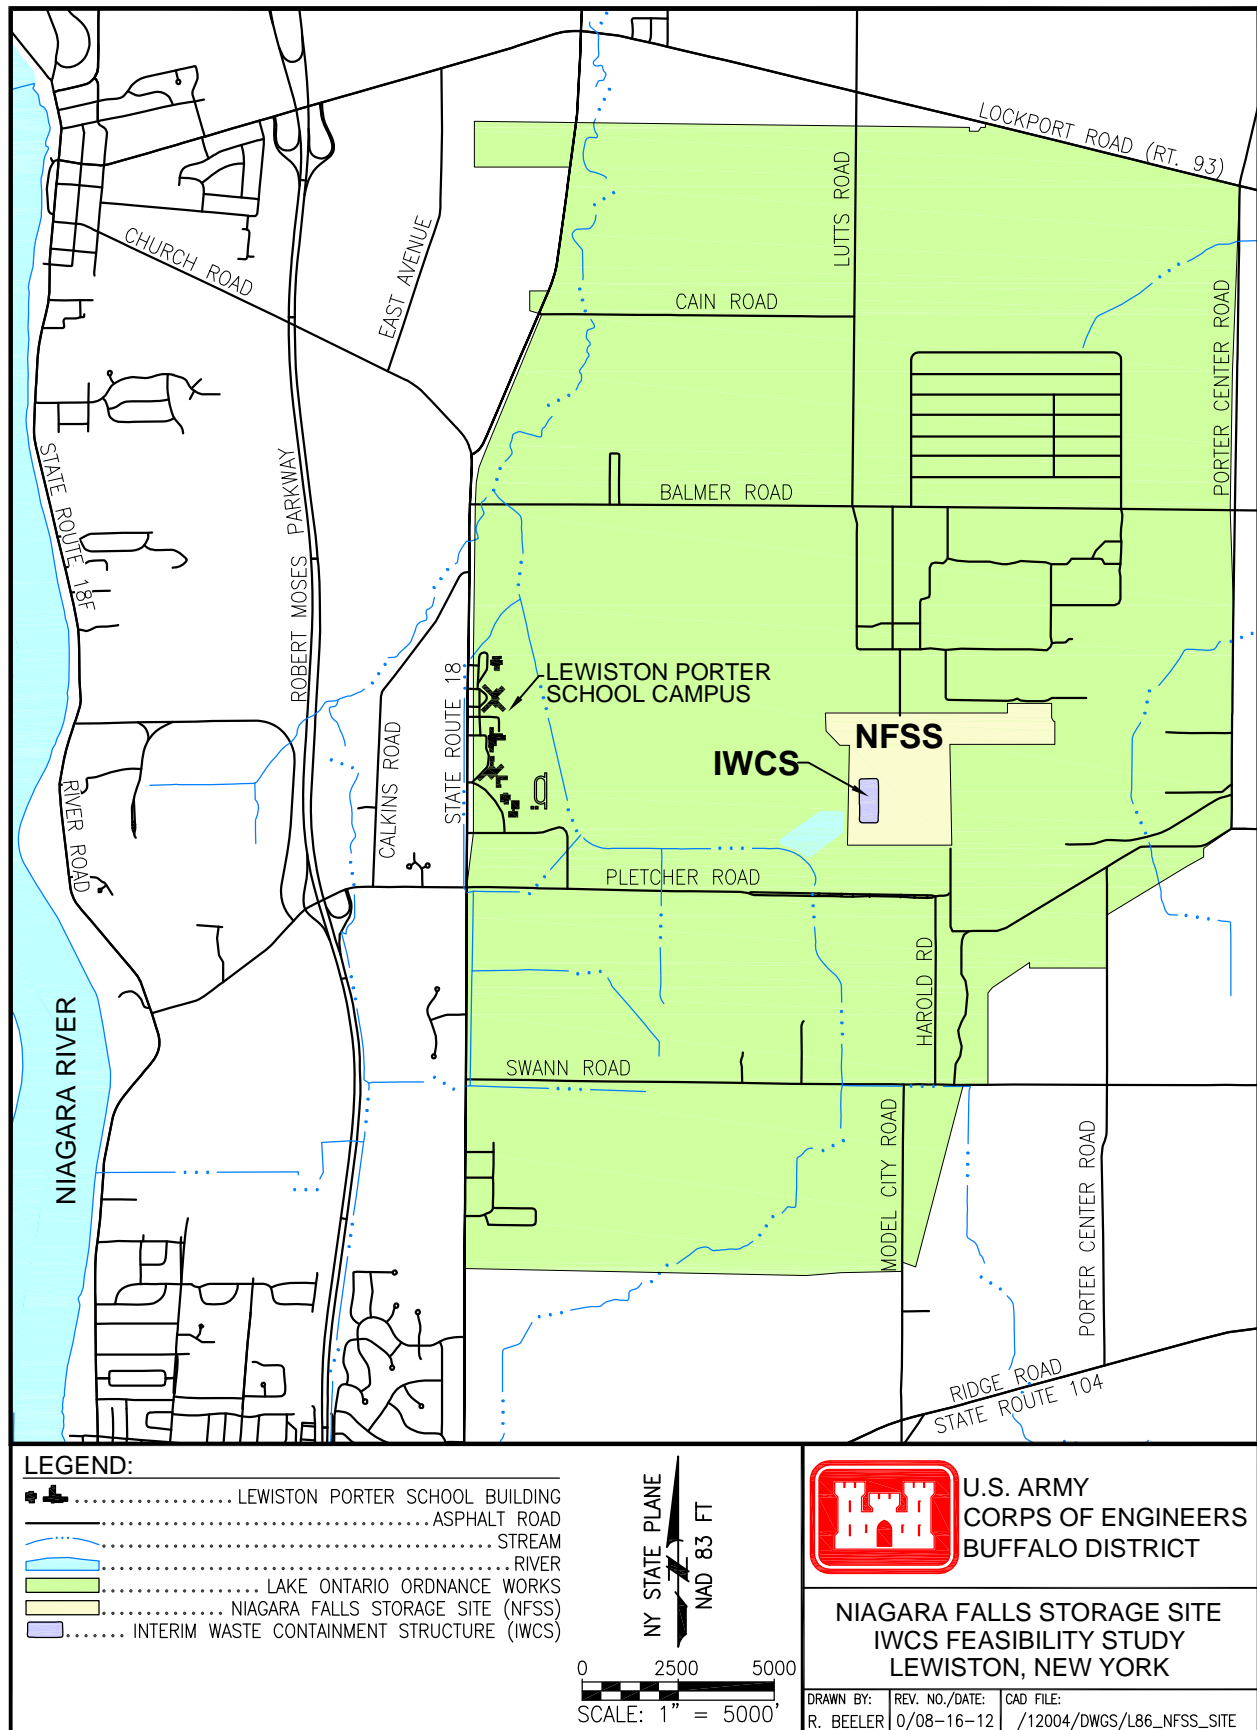 LOCKPORT ROAD (RT. 93)
LUTTS ROAD
CHURCH ROAD
EAST AVENUE
CAIN ROAD
PORTER CENTER ROAD
STATE ROUTE 18F
ROBERT MOSES PARKWAY
BALMER ROAD
LEWISTON PORTER
SCHOOL CAMPUS
STATE ROUTE 18
NFSS
IWCS
CALKINS ROAD
RIVER ROAD
PLETCHER ROAD
HAROLD RD
NIAGARA RIVER
SWANN ROAD
MODEL CITY ROAD
PORTER CENTER ROAD
RIDGE ROAD
STATE ROUTE 104
LEGEND:
LEWISTON PORTER SCHOOL BUILDING
ASPHALT ROAD
STREAM
RIVER
LAKE ONTARIO ORDNANCE WORKS
NIAGARA FALLS STORAGE SITE (NFSS)
INTERIM WASTE CONTAINMENT STRUCTURE (IWCS)
NY STATE PLANE
NAD 83 FT
0 2500 5000
SCALE: 1" = 5000'
U.S. ARMY
CORPS OF ENGINEERS
BUFFALO DISTRICT
NIAGARA FALLS STORAGE SITE
IWCS FEASIBILITY STUDY
LEWISTON, NEW YORK
DRAWN BY: REV. NO./DATE: CAD FILE:
R. BEELER 0/08-16-12 /12004/DWGS/L86_NFSS_SITE